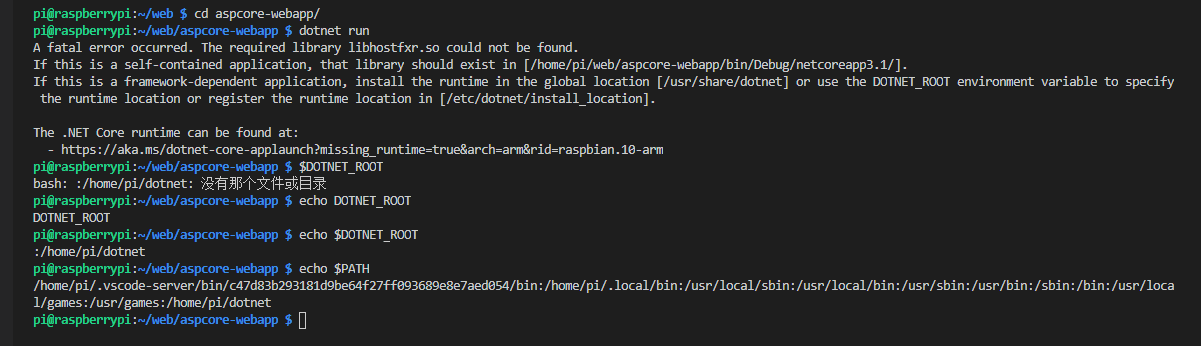 pi@raspberrypi:~/web $ cd aspcore-webapp/
pi@raspberrypi:~/web/aspcore-webapp $ dotnet run
A fatal error occurred. The required library libhostfxr.so could not be found.
If this is a self-contained application, that library should exist in [/home/pi/web/aspcore-webapp/bin/Debug/netcoreapp3.1/].
If this is a framework-dependent application, install the runtime in the global location [/usr/share/dotnet] or use the DOTNET_ROOT environment variable to specify
 the runtime location or register the runtime location in [/etc/dotnet/install_location].

The .NET Core runtime can be found at:
  - https://aka.ms/dotnet-core-applaunch?missing_runtime=true&arch=arm&rid=raspbian.10-arm
pi@raspberrypi:~/web/aspcore-webapp $ $DOTNET_ROOT
bash: :/home/pi/dotnet: 没有那个文件或目录
pi@raspberrypi:~/web/aspcore-webapp $ echo DOTNET_ROOT
DOTNET_ROOT
pi@raspberrypi:~/web/aspcore-webapp $ echo $DOTNET_ROOT
:/home/pi/dotnet
pi@raspberrypi:~/web/aspcore-webapp $ echo $PATH
/home/pi/.vscode-server/bin/c47d83b293181d9be64f27ff093689e8e7aed054/bin:/home/pi/.local/bin:/usr/local/sbin:/usr/local/bin:/usr/sbin:/usr/bin:/sbin:/bin:/usr/loca
l/games:/usr/games:/home/pi/dotnet
pi@raspberrypi:~/web/aspcore-webapp $